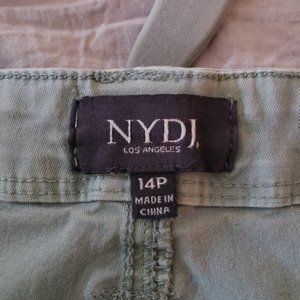 NYDJ.
LOS ANGELES
14P
MADE IN
CHINA